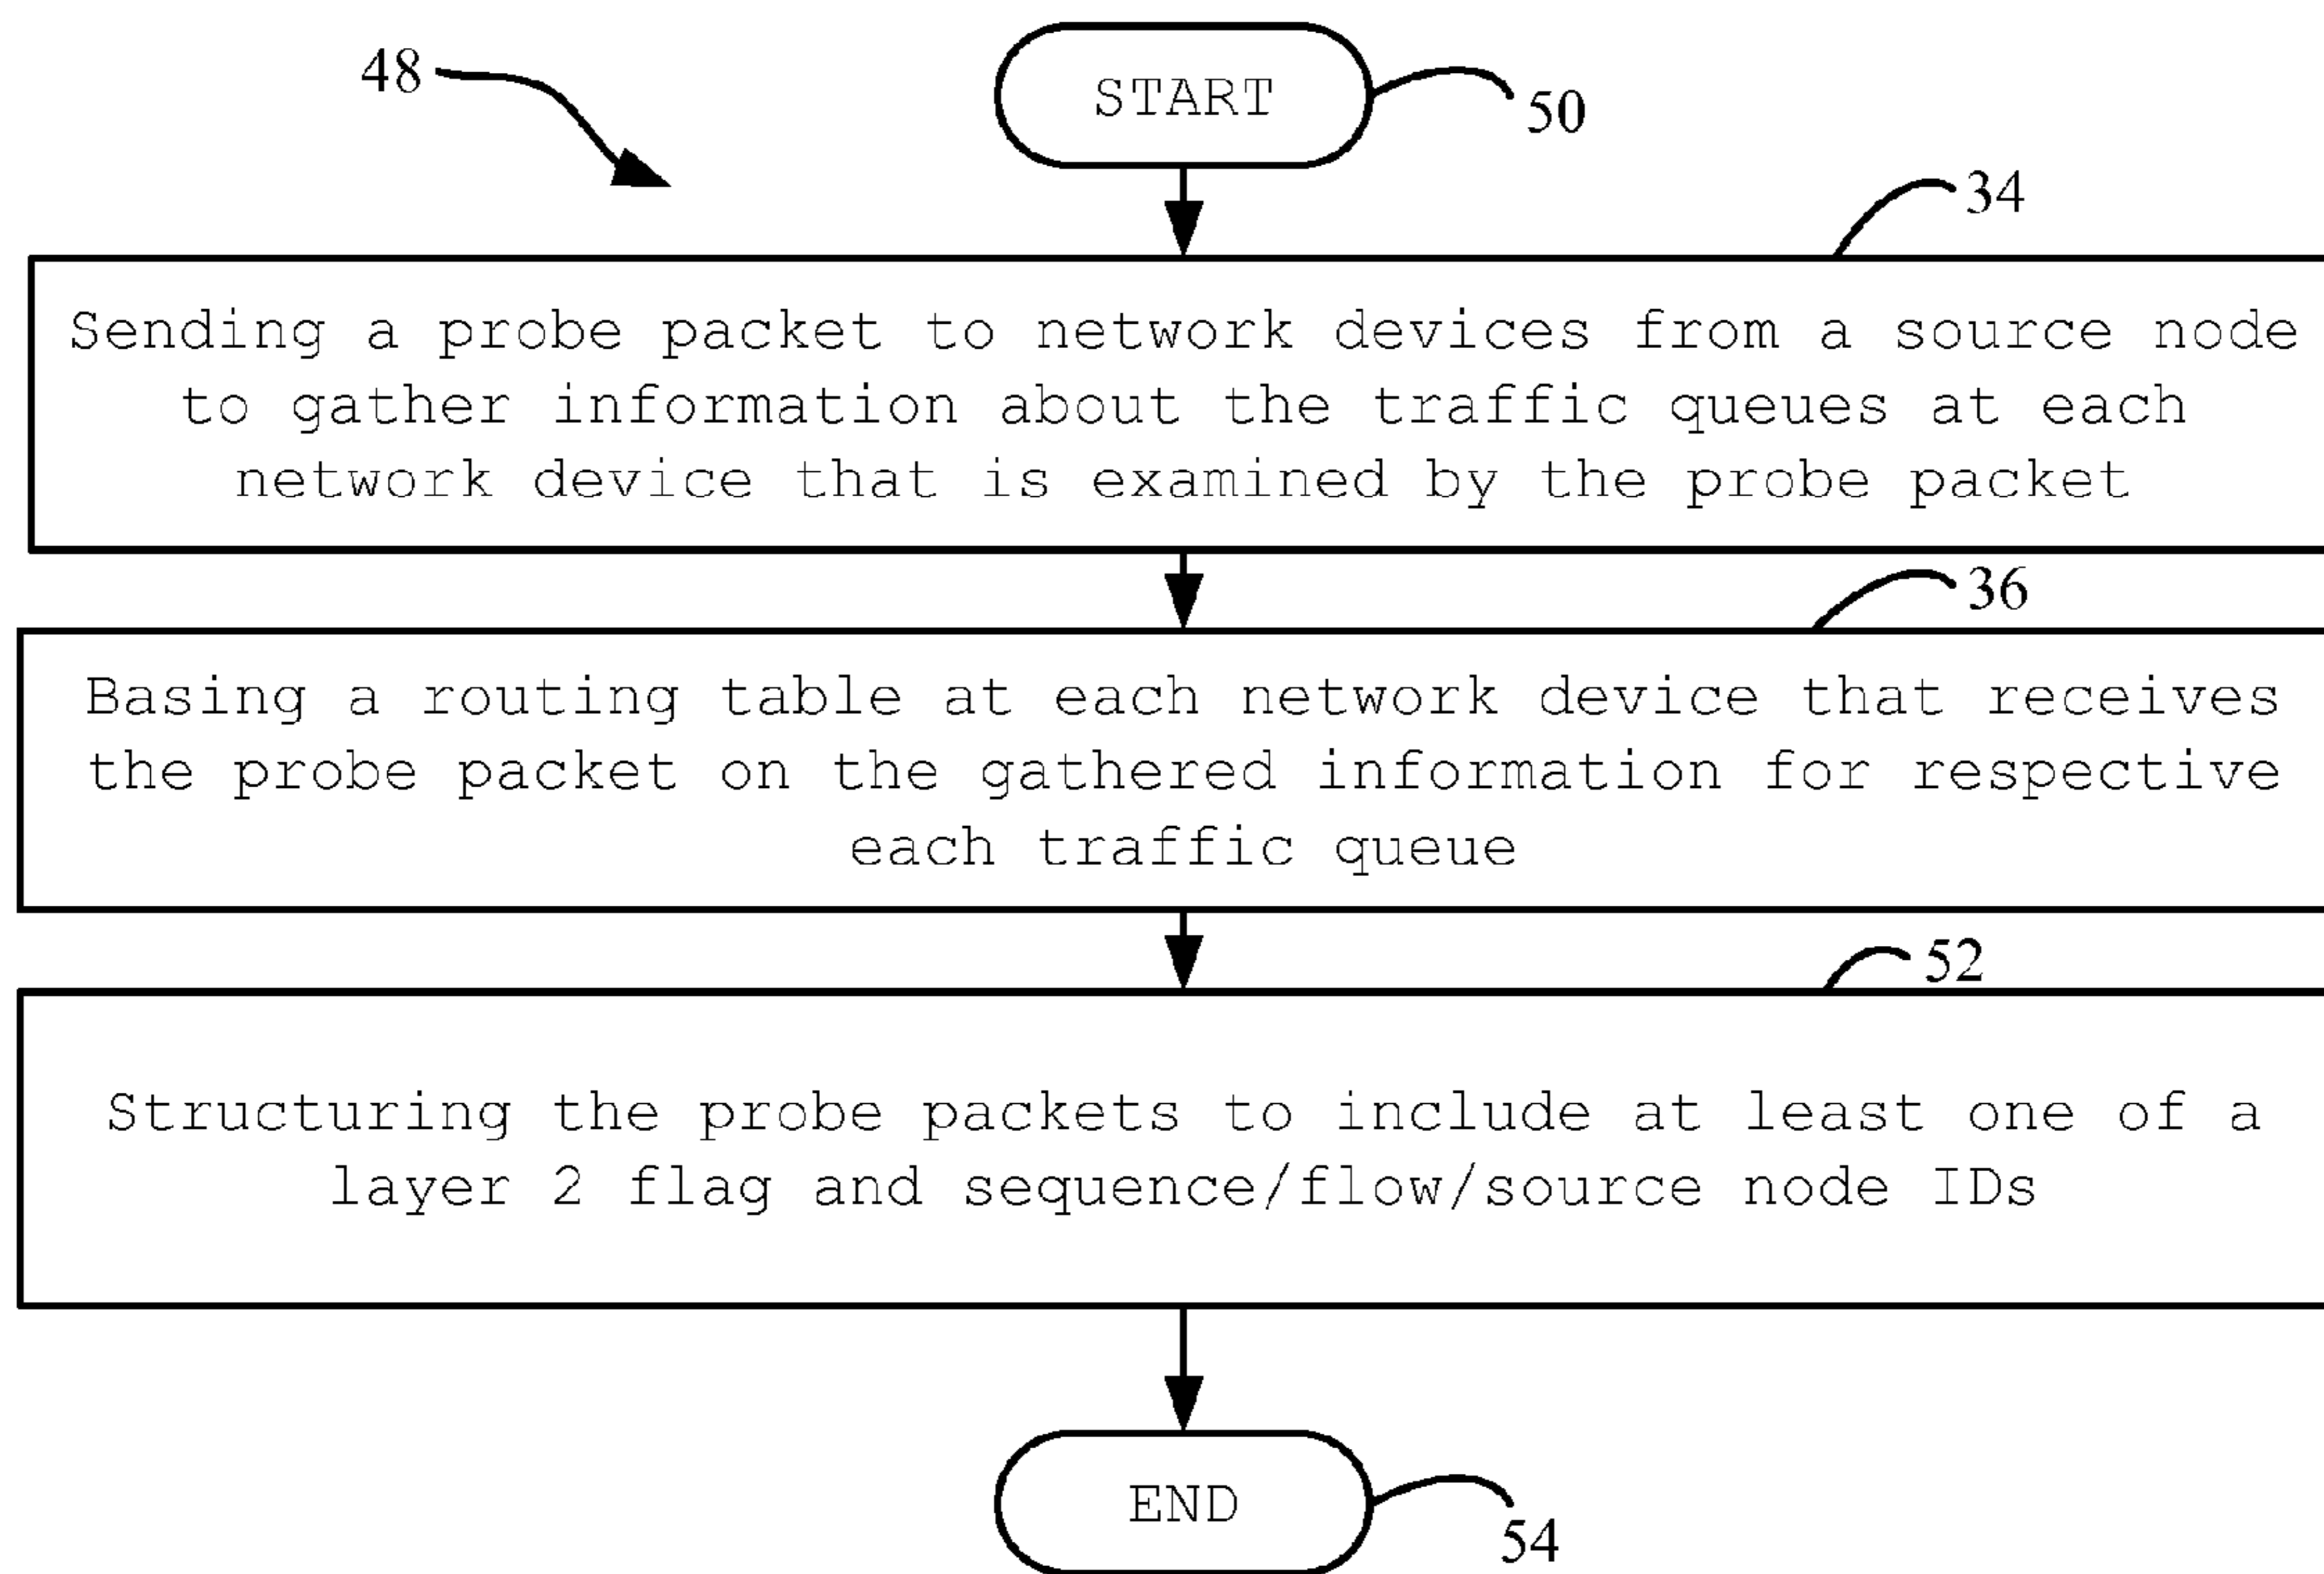 48
START
50
34
Sending a probe packet to network devices from a source node
to gather information about the traffic queues at each
network device that is examined by the probe packet
36
Basing a routing table at each network device that receives
the probe packet on the gathered information for respective
each traffic queue
52
Structuring the probe packets to include at least one of a
layer 2 flag and sequence/flow/source node IDs
END
54